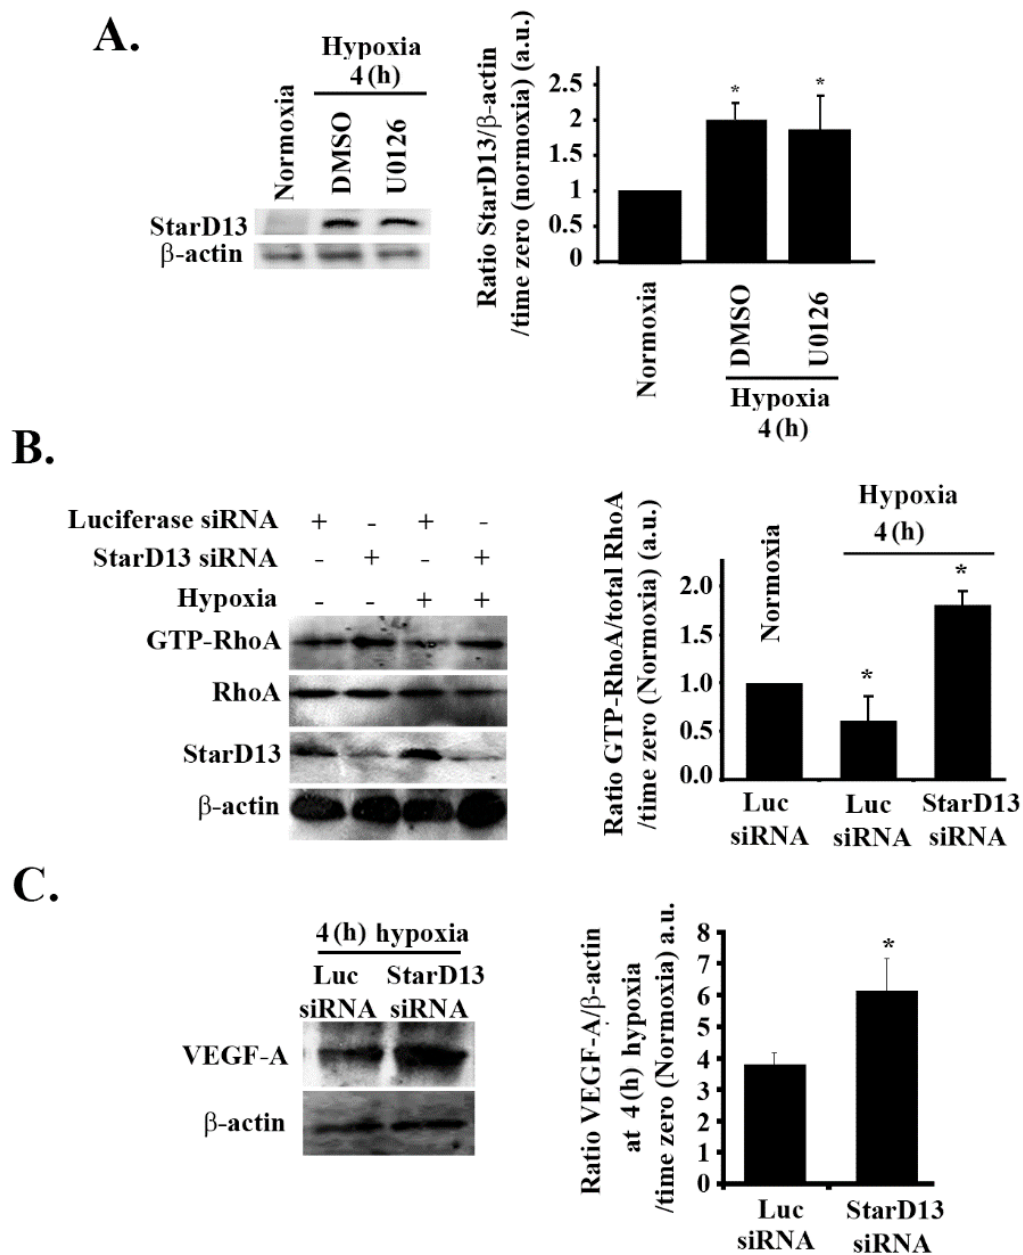 A.
Hypoxia
4 (h)
Normoxia
DMSO
U0126
StarD13
β-actin
Ratio StarD13/β-actin
/time zero (normoxia) (a.u.)
2.5
2
1
0.5
0
*
*
Normoxia
DMSO
U0126
Hypoxia
4 (h)
B.
Luciferase siRNA + - + -
StarD13 siRNA - + - +
Hypoxia - - + +
GTP-RhoA
RhoA
StarD13
β-actin
Ratio GTP-RhoA/total RhoA
/time zero (Normoxia) (a.u.)
Hypoxia
4 (h)
Normoxia
2.0
1.5
1.0
0.5
0.0
*
*
Luc
siRNA
Luc
siRNA
StarD13
siRNA
C.
4 (h) hypoxia
Luc
siRNA
StarD13
siRNA
VEGF-A
β-actin
Ratio VEGF-A/β-actin
at 4 (h) hypoxia
/time zero (Normoxia) a.u.
8
7
6
5
4
3
2
1
0
*
Luc
siRNA
StarD13
siRNA